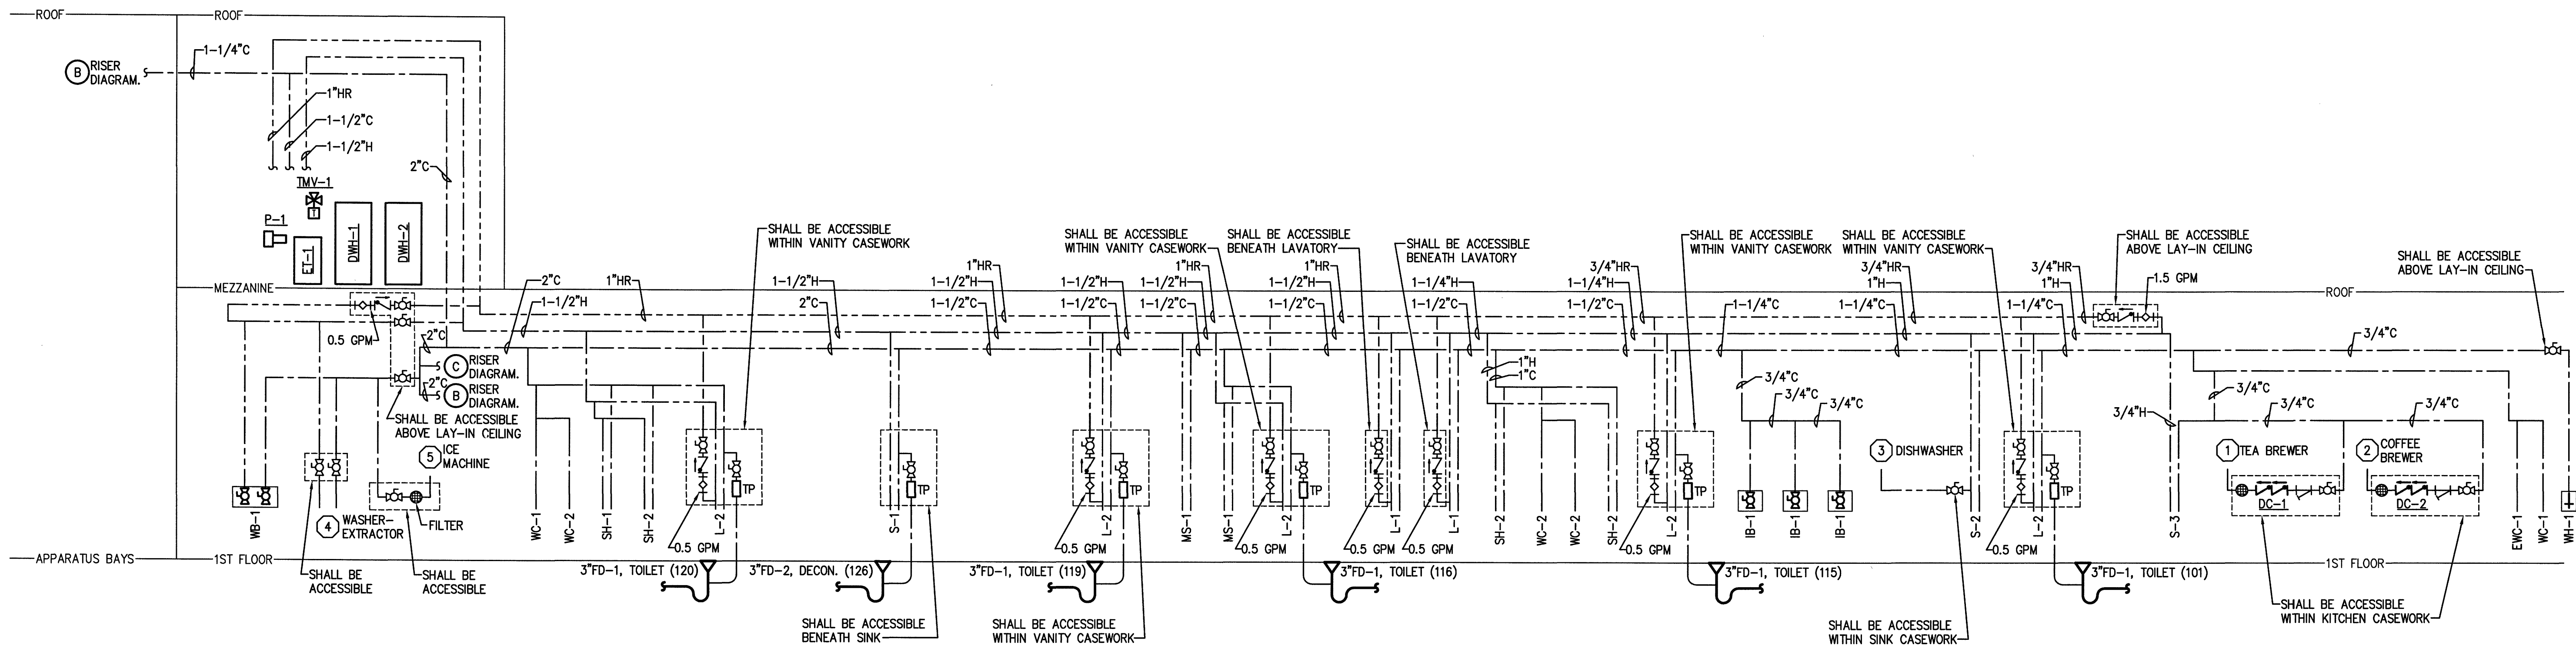 ROOF
ROOF
1-1/4"C
B
RISER
DIAGRAM.
1"HR
1-1/2"C
1-1/2"H
2"C
TMV-1
T
P-1
ET-1
DWH-1
DWH-2
MEZZANINE
0.5 GPM
2"C
C
RISER
DIAGRAM.
2"C
B
RISER
DIAGRAM.
SHALL BE ACCESSIBLE
ABOVE LAY-IN CEILING
5
ICE
MACHINE
WB-1
4
WASHER-
EXTRACTOR
FILTER
SHALL BE
ACCESSIBLE
SHALL BE
ACCESSIBLE
APPARATUS BAYS
1ST FLOOR
2"C
1-1/2"H
1"HR
WC-1
WC-2
SH-1
SH-2
L-2
TP
0.5 GPM
SHALL BE ACCESSIBLE
WITHIN VANITY CASEWORK
3"FD-1, TOILET (120)
1-1/2"H
2"C
S-1
TP
3"FD-2, DECON. (126)
SHALL BE ACCESSIBLE
BENEATH SINK
1"HR
1-1/2"H
1-1/2"C
0.5 GPM
L-2
TP
3"FD-1, TOILET (119)
SHALL BE ACCESSIBLE
WITHIN VANITY CASEWORK
1-1/2"H
1-1/2"C
MS-1
MS-1
SHALL BE ACCESSIBLE
WITHIN VANITY CASEWORK
1"HR
1-1/2"H
1-1/2"C
0.5 GPM
L-2
TP
3"FD-1, TOILET (116)
SHALL BE ACCESSIBLE
BENEATH LAVATORY
1"HR
1-1/2"H
1-1/2"C
0.5 GPM
L-1
SHALL BE ACCESSIBLE
BENEATH LAVATORY
1-1/4"H
1-1/2"C
0.5 GPM
L-1
1"H
1"C
SH-2
WC-2
WC-2
SH-2
3/4"HR
1-1/4"H
1-1/2"C
SHALL BE ACCESSIBLE
WITHIN VANITY CASEWORK
0.5 GPM
L-2
TP
3"FD-1, TOILET (115)
1-1/4"C
3/4"C
3/4"C
3/4"C
IB-1
IB-1
IB-1
SHALL BE ACCESSIBLE
WITHIN VANITY CASEWORK
3/4"HR
1"H
1-1/4"C
3
DISHWASHER
S-2
SHALL BE ACCESSIBLE
WITHIN SINK CASEWORK
0.5 GPM
L-2
TP
3"FD-1, TOILET (101)
3/4"HR
1"H
1-1/4"C
SHALL BE ACCESSIBLE
ABOVE LAY-IN CEILING
1.5 GPM
3/4"H
S-3
3/4"C
3/4"C
3/4"C
1
TEA BREWER
DC-1
2
COFFEE
BREWER
DC-2
SHALL BE ACCESSIBLE
WITHIN KITCHEN CASEWORK
SHALL BE ACCESSIBLE
ABOVE LAY-IN CEILING
ROOF
3/4"C
EWC-1
WC-1
WH-1
1ST FLOOR